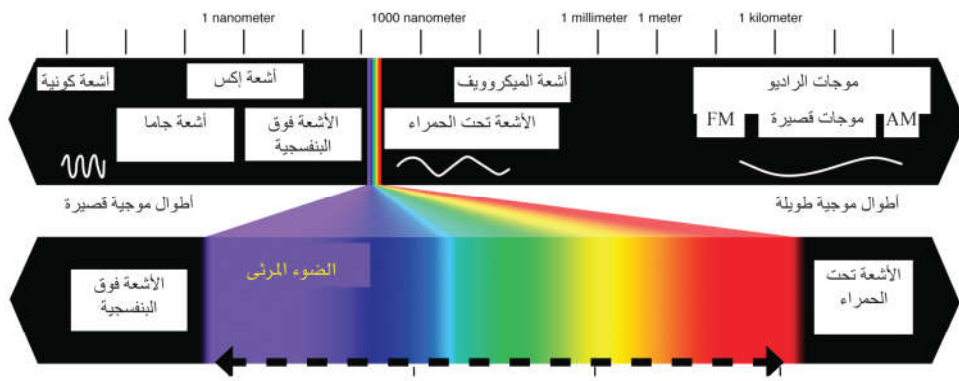 1 nanometer 1000 nanometer 1 millimeter 1 meter 1 kilometer
أشعة كونية
أشعة إكس
أشعة جاما
الأشعة فوق
البنفسجية
أشعة الميكروويف
الأشعة تحت الحمراء
موجات الراديو
FM
موجات قصيرة
AM
أطوال موجية قصيرة
أطوال موجية طويلة
الأشعة فوق
البنفسجية
الضوء المرئى
الأشعة تحت
الحمراء